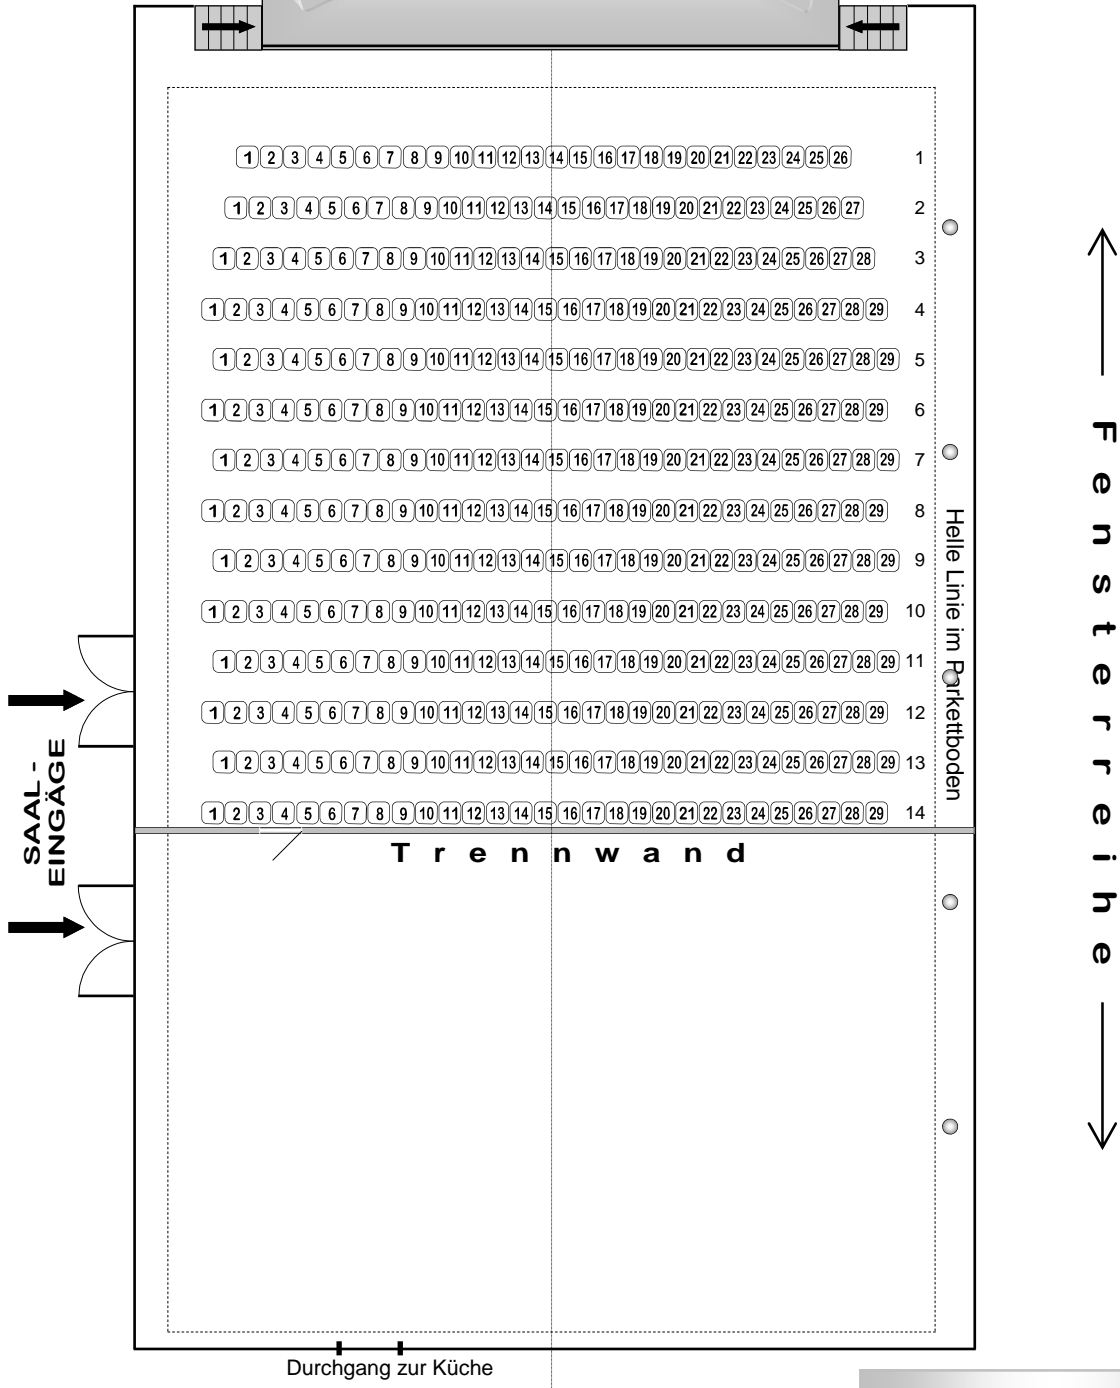 1 2 3 4 5 6 7 8 9 10 11 12 13 14 15 16 17 18 19 20 21 22 23 24 25 26 1
1 2 3 4 5 6 7 8 9 10 11 12 13 14 15 16 17 18 19 20 21 22 23 24 25 26 27 2
1 2 3 4 5 6 7 8 9 10 11 12 13 14 15 16 17 18 19 20 21 22 23 24 25 26 27 28 3
1 2 3 4 5 6 7 8 9 10 11 12 13 14 15 16 17 18 19 20 21 22 23 24 25 26 27 28 29 4
1 2 3 4 5 6 7 8 9 10 11 12 13 14 15 16 17 18 19 20 21 22 23 24 25 26 27 28 29 5
1 2 3 4 5 6 7 8 9 10 11 12 13 14 15 16 17 18 19 20 21 22 23 24 25 26 27 28 29 6
1 2 3 4 5 6 7 8 9 10 11 12 13 14 15 16 17 18 19 20 21 22 23 24 25 26 27 28 29 7
1 2 3 4 5 6 7 8 9 10 11 12 13 14 15 16 17 18 19 20 21 22 23 24 25 26 27 28 29 8
1 2 3 4 5 6 7 8 9 10 11 12 13 14 15 16 17 18 19 20 21 22 23 24 25 26 27 28 29 9
1 2 3 4 5 6 7 8 9 10 11 12 13 14 15 16 17 18 19 20 21 22 23 24 25 26 27 28 29 10
1 2 3 4 5 6 7 8 9 10 11 12 13 14 15 16 17 18 19 20 21 22 23 24 25 26 27 28 29 11
1 2 3 4 5 6 7 8 9 10 11 12 13 14 15 16 17 18 19 20 21 22 23 24 25 26 27 28 29 12
1 2 3 4 5 6 7 8 9 10 11 12 13 14 15 16 17 18 19 20 21 22 23 24 25 26 27 28 29 13
1 2 3 4 5 6 7 8 9 10 11 12 13 14 15 16 17 18 19 20 21 22 23 24 25 26 27 28 29 14
Helle Linie im Parkettboden
Fensterreihe
SAAL-
EINGÄGE
Trennwand
Durchgang zur Küche